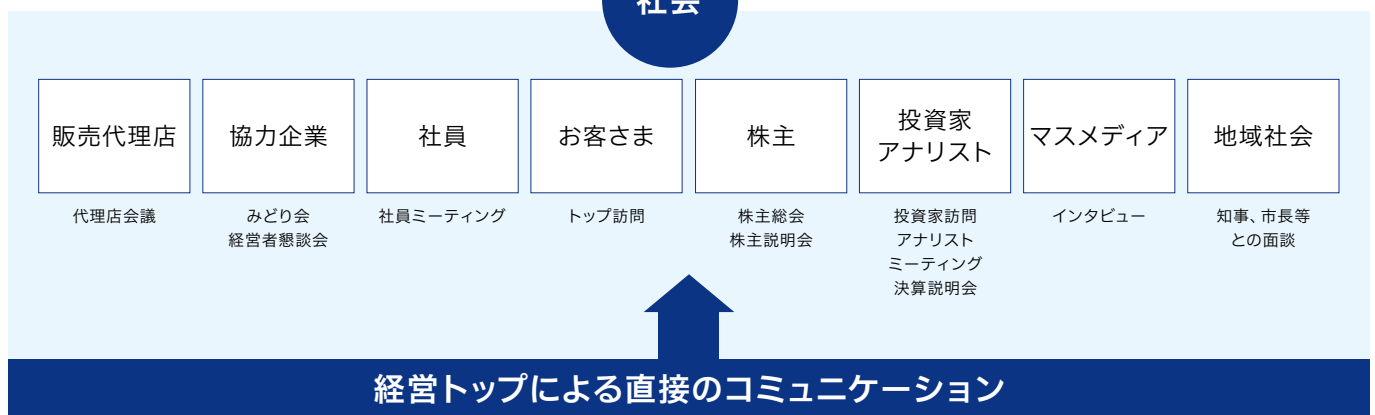 社会
販売代理店
協力企業
社員
お客さま
株主
投資家
アナリスト
マスメディア
地域社会
代理店会議
みどり会
経営者懇談会
社員ミーティング
トップ訪問
株主総会
株主説明会
投資家訪問
アナリスト
ミーティング
決算説明会
インタビュー
知事、市長等
との面談
経営トップによる直接のコミュニケーション